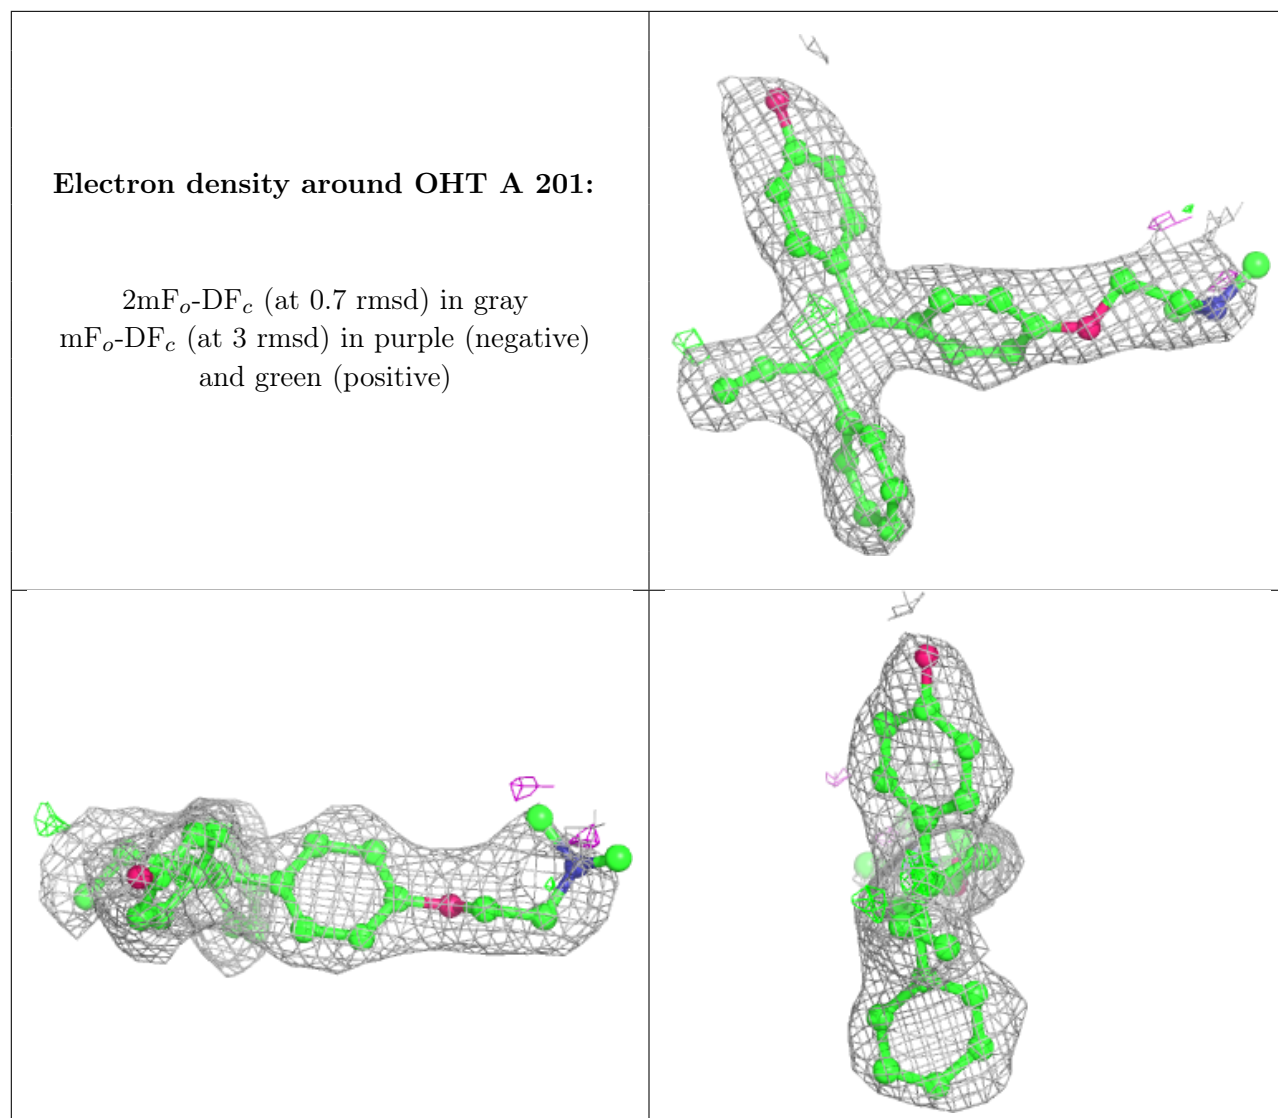 Electron density around OHT A 201:
2mFo-DFc (at 0.7 rmsd) in gray
mFo-DFc (at 3 rmsd) in purple (negative)
and green (positive)